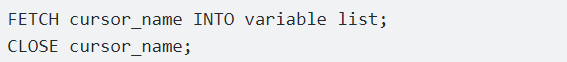 FETCH cursor_name INTO variable list;
CLOSE cursor_name;